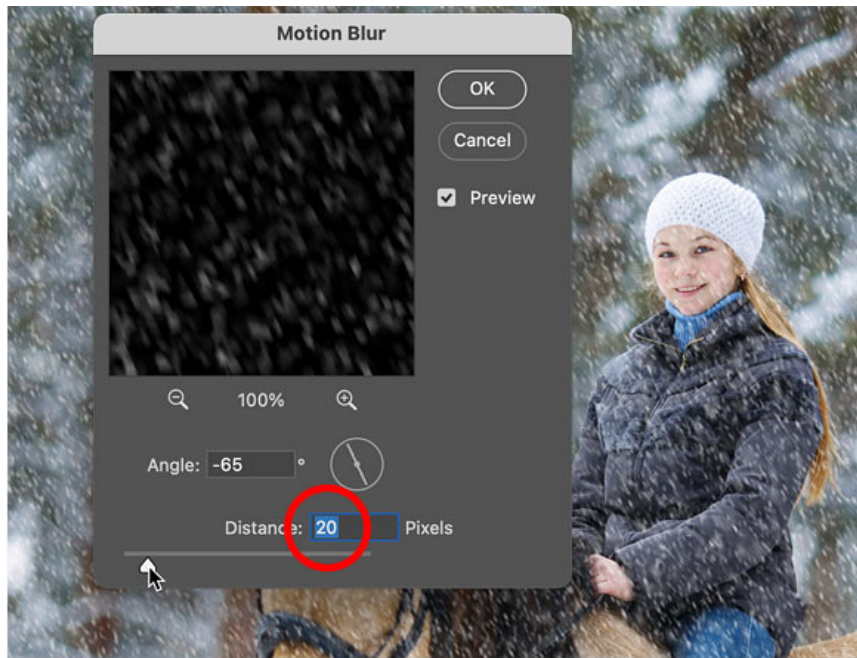 Motion Blur
OK
Cancel
Preview
100%
Angle: -65 °
Distance: 20 Pixels